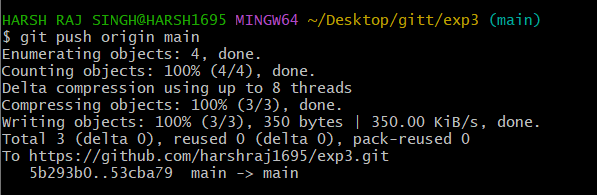 HARSH RAJ SINGH@HARSH1695 MINGW64 ~/Desktop/gitt/exp3 (main)
$ git push origin main
Enumerating objects: 4, done.
Counting objects: 100% (4/4), done.
Delta compression using up to 8 threads
Compressing objects: 100% (3/3), done.
Writing objects: 100% (3/3), 350 bytes | 350.00 KiB/s, done.
Total 3 (delta 0), reused 0 (delta 0), pack-reused 0
To https://github.com/harshraj1695/exp3.git
   5b293b0..53cba79  main -> main